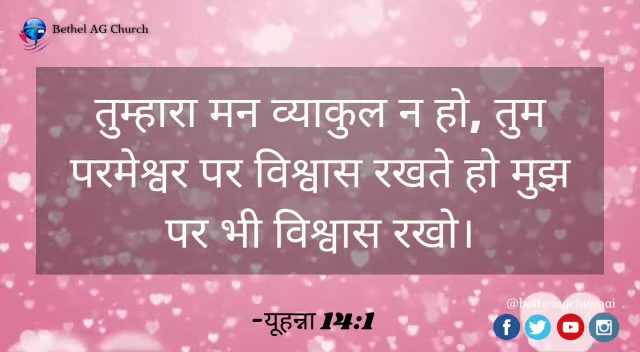 Bethel AG Church
तुम्हारा मन व्याकुल न हो, तुम
परमेश्वर पर विश्वास रखते हो मुझ
पर भी विश्वास रखो।
-यूहन्ना 14:1